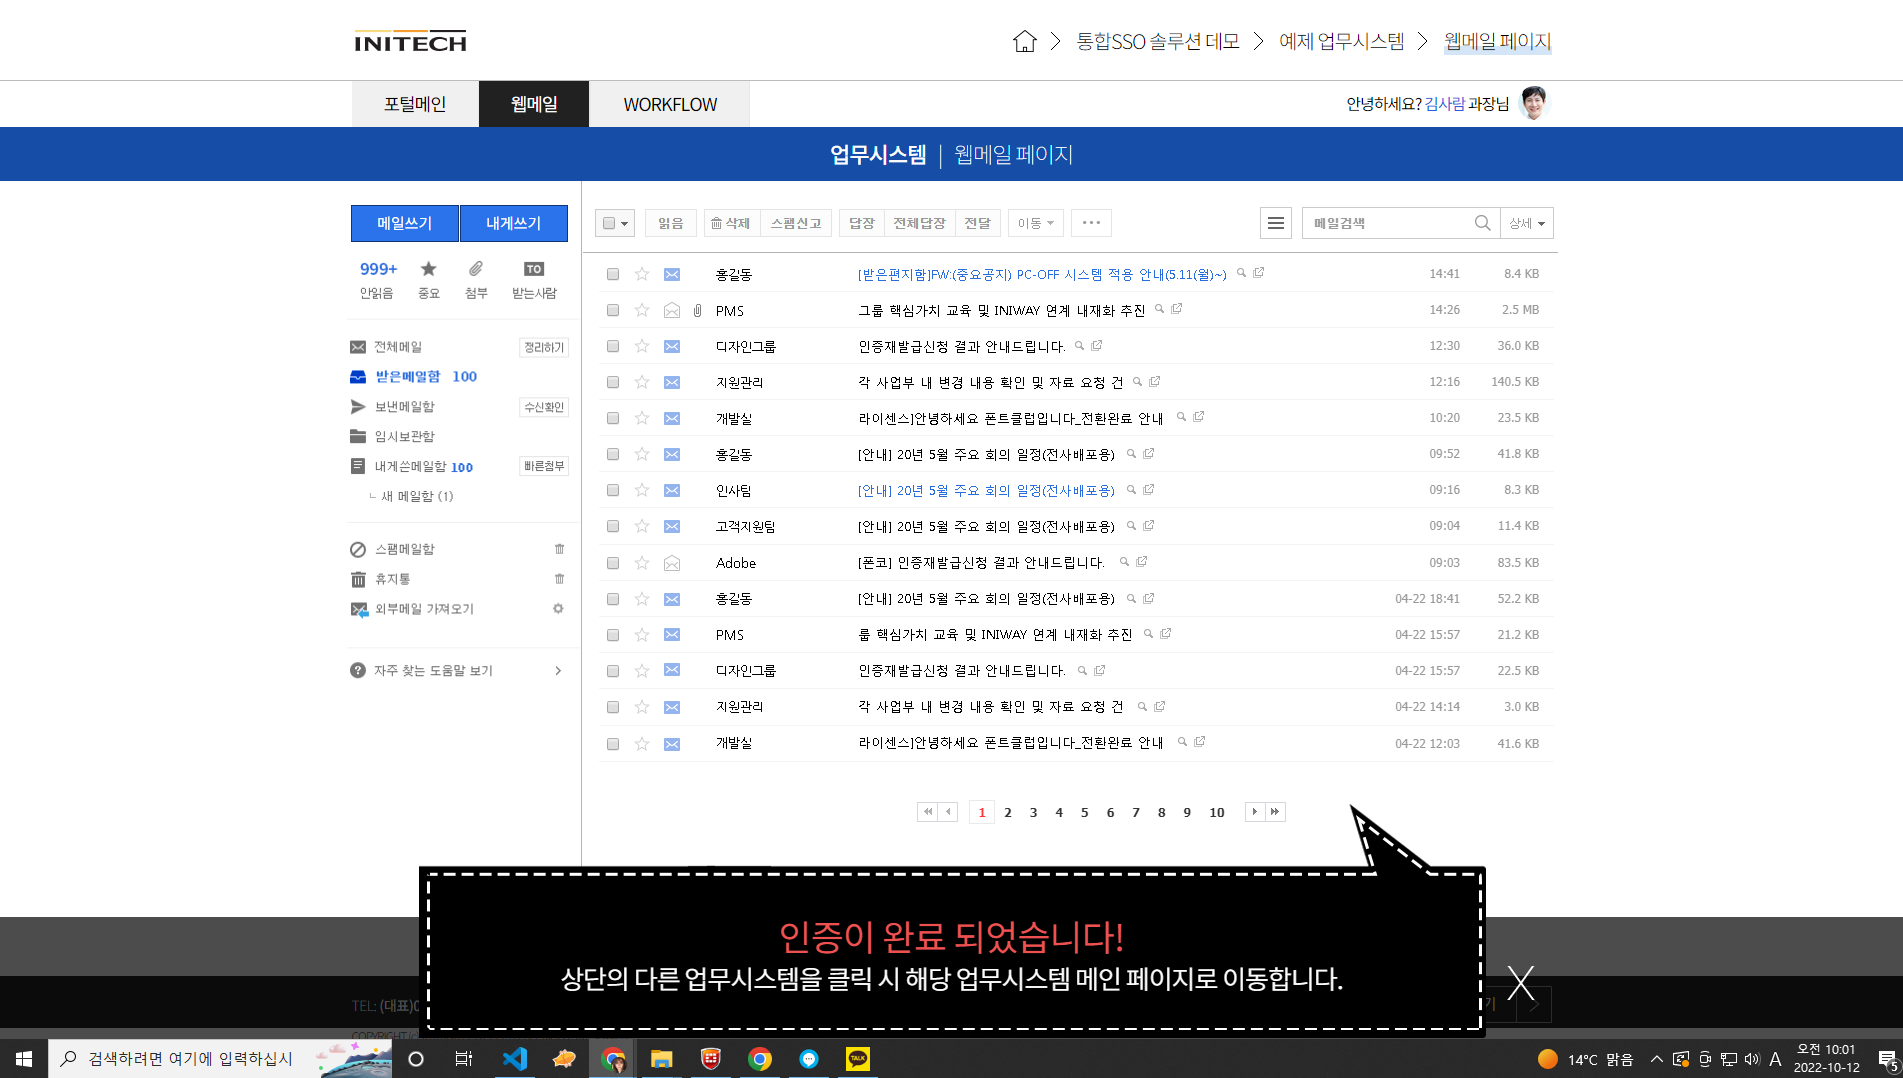 INITECH
통합SSO 솔루션 데모 예제 업무시스템 웹메일 페이지
포털메인 웹메일 WORKFLOW
안녕하세요? 김사람 과장님
업무시스템 | 웹메일 페이지
메일쓰기 내게쓰기
999+ TO
안읽음 중요 첨부 받는사람
전체메일 정리하기
받은메일함 100
보낸메일함 수신확인
임시보관함
내게쓴메일함 100 빠른첨부
새 메일함 (1)
스팸메일함
휴지통
외부메일 가져오기
자주 찾는 도움말 보기
읽음 삭제 스팸신고 답장 전체답장 전달 이동 ··· 메일검색 상세
홍길동 [받은편지함]FW:(중요공지) PC-OFF 시스템 적용 안내(5.11(월)~) 14:41 8.4 KB
PMS 그룹 핵심가치 교육 및 INIWAY 연계 내재화 추진 14:26 2.5 MB
디자인그룹 인증재발급신청 결과 안내드립니다. 12:30 36.0 KB
지원관리 각 사업부 내 변경 내용 확인 및 자료 요청 건 12:16 140.5 KB
개발실 라이센스]안녕하세요 폰트클럽입니다_전환완료 안내 10:20 23.5 KB
홍길동 [안내] 20년 5월 주요 회의 일정(전사배포용) 09:52 41.8 KB
인사팀 [안내] 20년 5월 주요 회의 일정(전사배포용) 09:16 8.3 KB
고객지원팀 [안내] 20년 5월 주요 회의 일정(전사배포용) 09:04 11.4 KB
Adobe [폰코] 인증재발급신청 결과 안내드립니다. 09:03 83.5 KB
홍길동 [안내] 20년 5월 주요 회의 일정(전사배포용) 04-22 18:41 52.2 KB
PMS 룹 핵심가치 교육 및 INIWAY 연계 내재화 추진 04-22 15:57 21.2 KB
디자인그룹 인증재발급신청 결과 안내드립니다. 04-22 15:57 22.5 KB
지원관리 각 사업부 내 변경 내용 확인 및 자료 요청 건 04-22 14:14 3.0 KB
개발실 라이센스]안녕하세요 폰트클럽입니다_전환완료 안내 04-22 12:03 41.6 KB
1 2 3 4 5 6 7 8 9 10
인증이 완료 되었습니다!
상단의 다른 업무시스템을 클릭 시 해당 업무시스템 메인 페이지로 이동합니다.
X
TEL: (대표)0
기
검색하려면 여기에 입력하십시
TALK
14°C 맑음 A 오전 10:01
2022-10-12
5